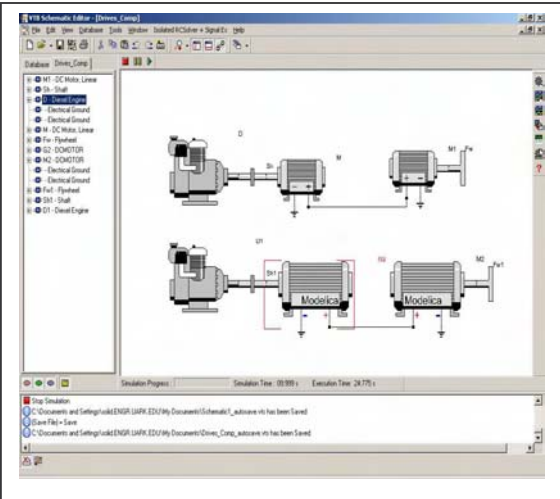 VTB Schematic Editor - [Drives_Comp]
File Edit View Database Tools Window Isolated RCSolver + Signal Ex Help
Database Drives_Comp
M1 - DC Motor, Linear
Sh - Shaft
D - Diesel Engine
- Electrical Ground
- Electrical Ground
M - DC Motor, Linear
Fw - Flywheel
G2 - DCMOTOR
M2 - DCMOTOR
- Electrical Ground
- Electrical Ground
Fw1 - Flywheel
Sh1 - Shaft
D1 - Diesel Engine
D
Sh
M
M1
Fw
- +
+ -
Sh1
M2
Fw1
Modelica
Modelica
- +
+ -
Simulation Progress:
Simulation Time : 09.999 s
Execution Time: 24.775 s
Stop Simulation
(Save File) = Save